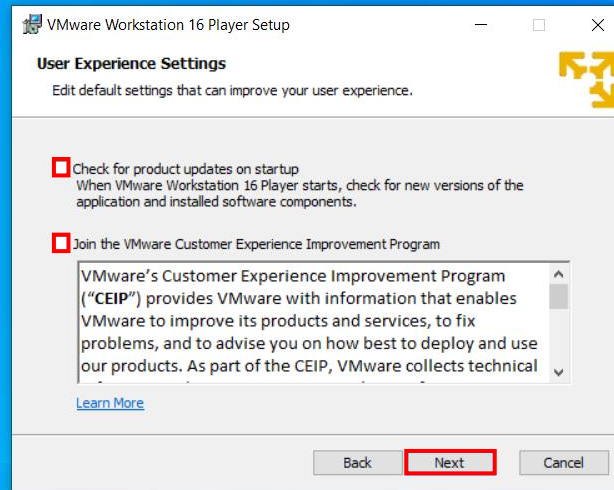 VMware Workstation 16 Player Setup
User Experience Settings
Edit default settings that can improve your user experience.
Check for product updates on startup
When VMware Workstation 16 Player starts, check for new versions of the
application and installed software components.
Join the VMware Customer Experience Improvement Program
VMware's Customer Experience Improvement Program
("CEIP") provides VMware with information that enables
VMware to improve its products and services, to fix
problems, and to advise you on how best to deploy and use
our products. As part of the CEIP, VMware collects technical
Learn More
Back
Next
Cancel